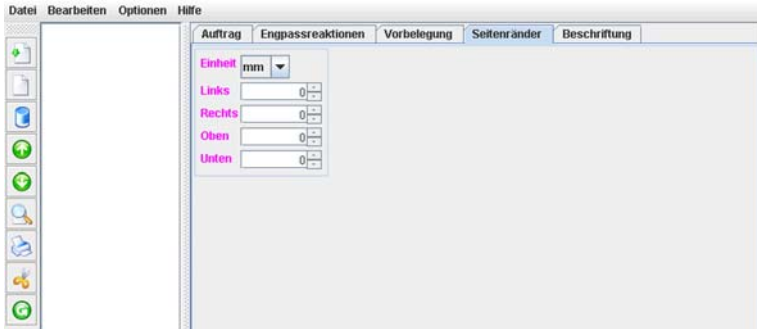 Datei Bearbeiten Optionen Hilfe
Auftrag Engpassreaktionen Vorbelegung Seitenränder Beschriftung
Einheit mm
Links 0
Rechts 0
Oben 0
Unten 0